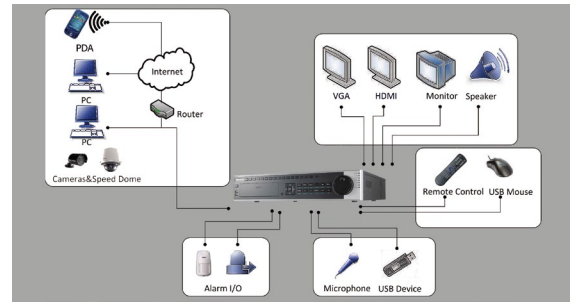 PDA
Internet
PC
Router
PC
Cameras&Speed Dome
VGA HDMI Monitor Speaker
Remote Control USB Mouse
Alarm I/O
Microphone USB Device